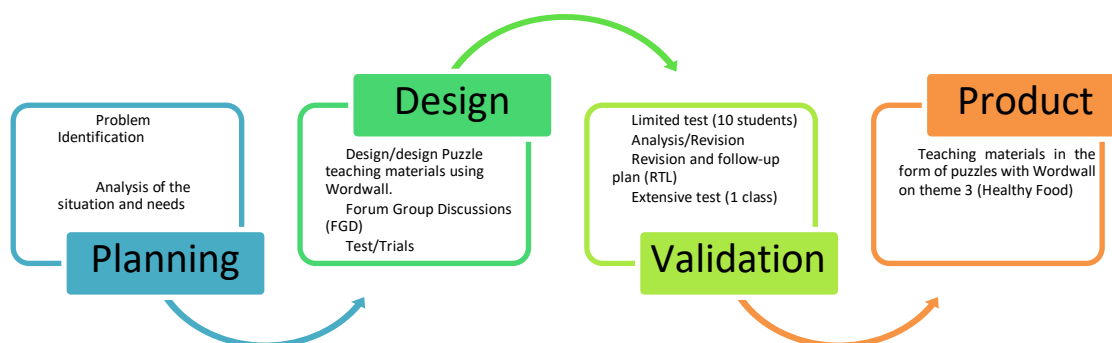 Problem
Identification
Analysis of the
situation and needs
Planning
Design
Design/design Puzzle
teaching materials using
Wordwall.
Forum Group Discussions
(FGD)
Test/Trials
Limited test (10 students)
Analysis/Revision
Revision and follow-up
plan (RTL)
Extensive test (1 class)
Validation
Product
Teaching materials in the
form of puzzles with Wordwall
on theme 3 (Healthy Food)